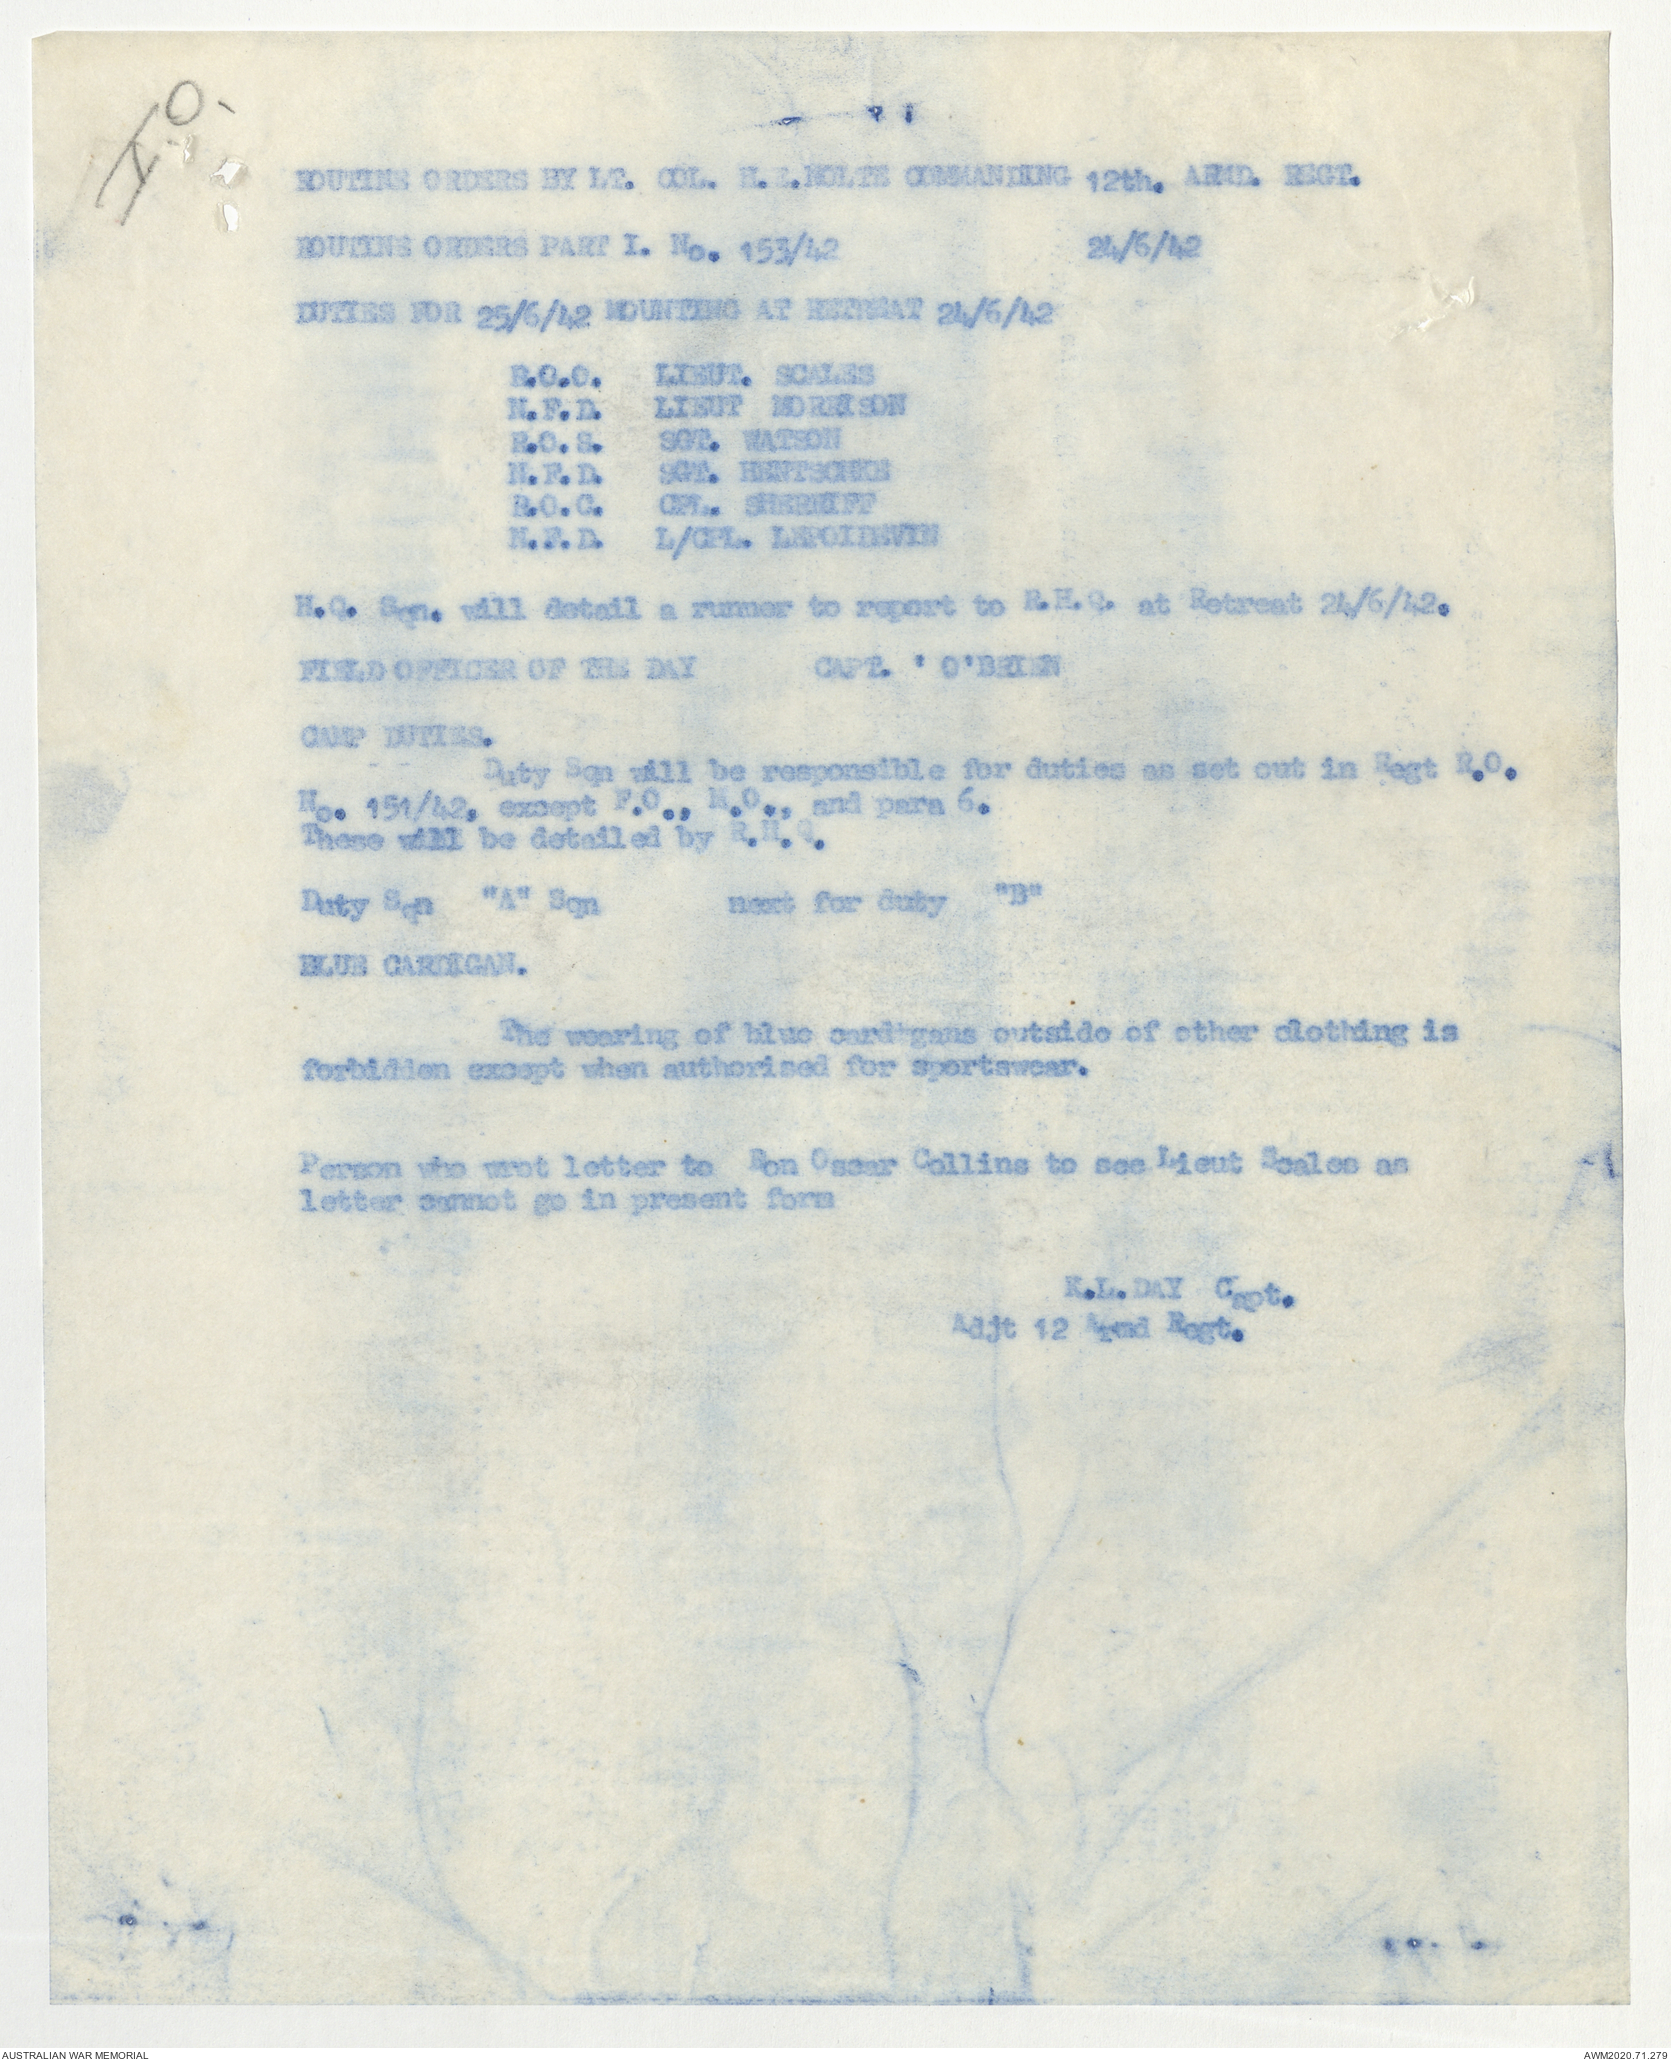 I.O.
ROUTINE ORDERS BY LT. COL. H. NOLTE COMMANDING 12th. ARMD. REGT.
ROUTINE ORDERS PART I. No. 153/42 24/6/42
DUTIES FOR 25/6/42 MOUNTING AT RETREAT 24/6/42
R.O.O. LIEUT. SCALES
N.F.D. LIEUT MORRISON
R.O.S. SGT. WATSON
N.F.D. SGT.
R.O.C. CPL. SHERRIFF
N.F.D. L/CPL. LEPOIDEVIN
H.Q. Sqn. will detail a runner to report to R.H.Q. at Retreat 24/6/42.
FIELD OFFICER OF THE DAY CAPT. ' O'BRIEN
CAMP DUTIES.
Duty Sqn will be responsible for duties as set out in Regt R.O.
No. 151/42, except F.O., M.O., and para 6.
These will be detailed by R.H.Q.
Duty Sqn "A" Sqn next for duty "B"
BLUE CARDIGAN.
The wearing of blue cardigans outside of other clothing is
forbidden except when authorised for sportswear.
Person who wrot letter to Ron Oscar Collins to see Lieut Scales as
letter cannot go in present form
K.L.DAY Capt.
Adjt 12 Armd Regt.
AUSTRALIAN WAR MEMORIAL AWM2020.71.279